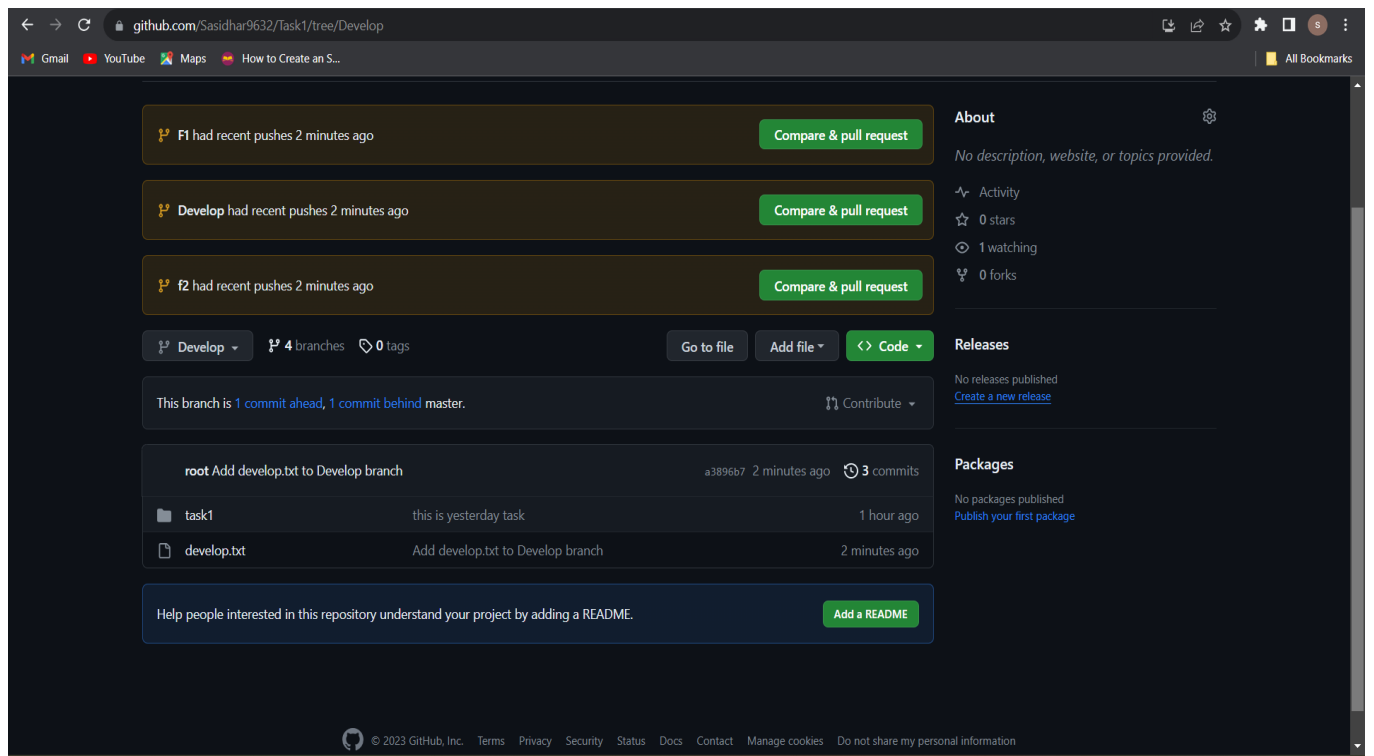 github.com/Sasidhar9632/Task1/tree/Develop
S
Gmail YouTube Maps How to Create an S... All Bookmarks
F1 had recent pushes 2 minutes ago Compare & pull request
Develop had recent pushes 2 minutes ago Compare & pull request
f2 had recent pushes 2 minutes ago Compare & pull request
Develop 4 branches 0 tags Go to file Add file <> Code
This branch is 1 commit ahead, 1 commit behind master. Contribute
root Add develop.txt to Develop branch a3896b7 2 minutes ago 3 commits
task1 this is yesterday task 1 hour ago
develop.txt Add develop.txt to Develop branch 2 minutes ago
Help people interested in this repository understand your project by adding a README. Add a README
About
No description, website, or topics provided.
Activity
0 stars
1 watching
0 forks
Releases
No releases published
Create a new release
Packages
No packages published
Publish your first package
© 2023 GitHub, Inc. Terms Privacy Security Status Docs Contact Manage cookies Do not share my personal information